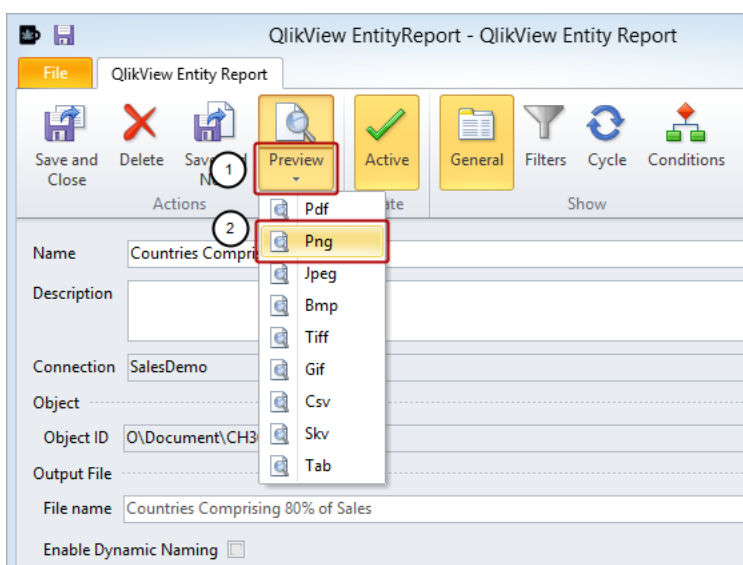 QlikView EntityReport - QlikView Entity Report
File QlikView Entity Report
Save and Close Delete Save Preview Active General Filters Cycle Conditions
1
Actions Show
Pdf
2
Png
Name Countries
Jpeg
Description
Bmp
Tiff
Connection SalesDemo
Gif
Object
Csv
Object ID O\Document\
Skv
Output File
Tab
File name Countries Comprising 80% of Sales
Enable Dynamic Naming